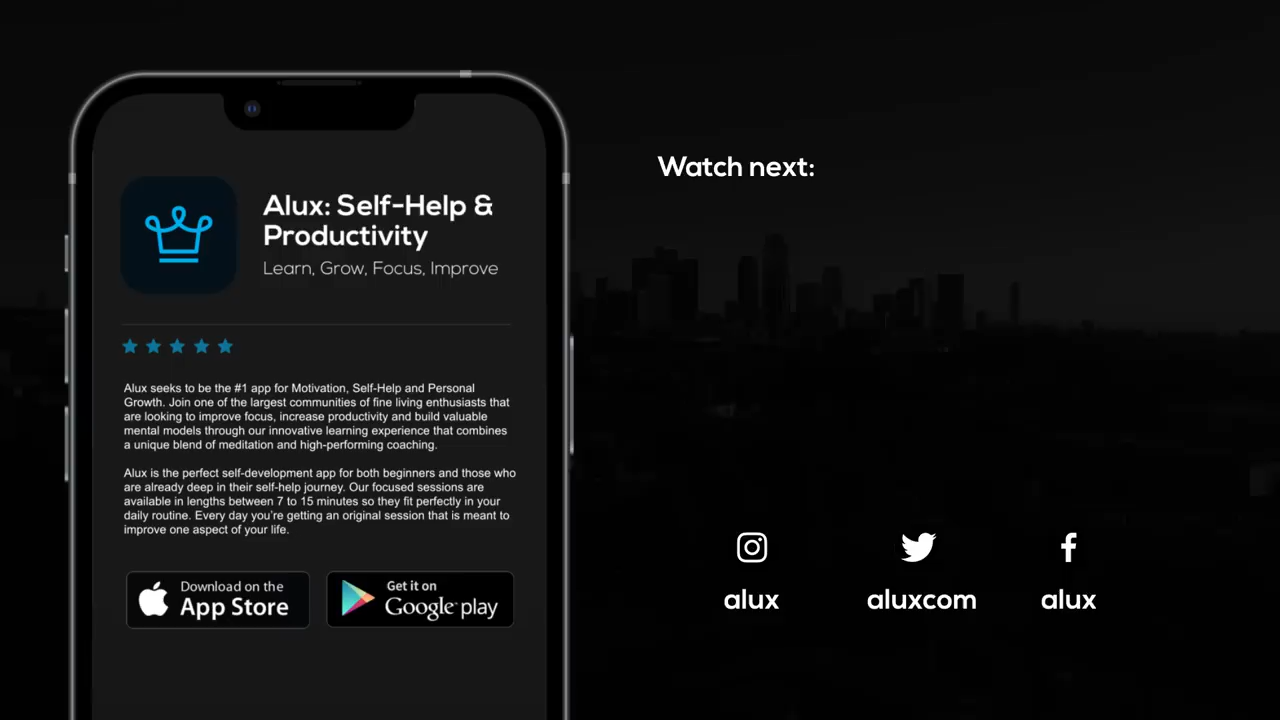 Alux: Self-Help &
Productivity
Learn, Grow, Focus, Improve
Alux seeks to be the #1 app for Motivation, Self-Help and Personal
Growth. Join one of the largest communities of fine living enthusiasts that
are looking to improve focus, increase productivity and build valuable
mental models through our innovative learning experience that combines
a unique blend of meditation and high-performing coaching.
Alux is the perfect self-development app for both beginners and those who
are already deep in their self-help journey. Our focused sessions are
available in lengths between 7 to 15 minutes so they fit perfectly in your
daily routine. Every day you're getting an original session that is meant to
improve one aspect of your life.
Download on the
App Store
Get it on
Google play
Watch next:
alux
aluxcom
alux